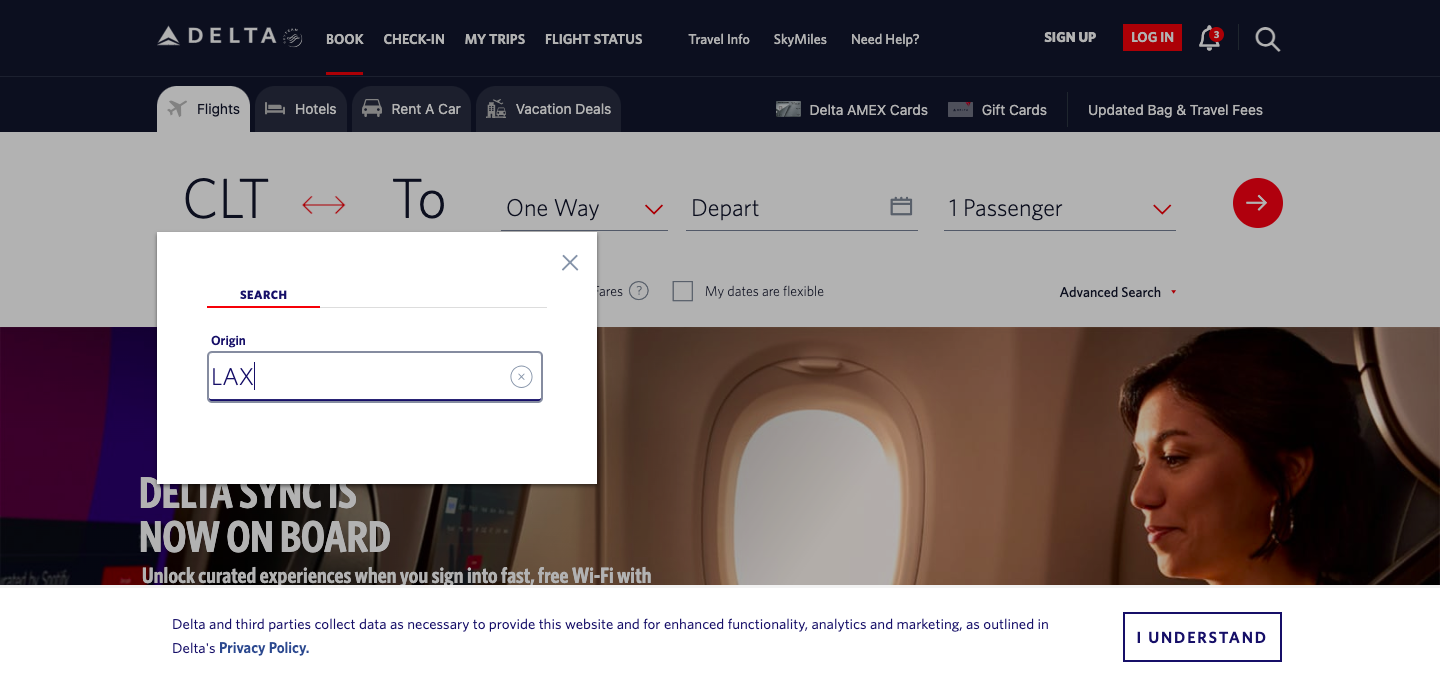 DELTA
BOOK
CHECK-IN
MY TRIPS
FLIGHT STATUS
Travel Info
SkyMiles
Need Help?
SIGN UP
LOG IN
3
Flights
Hotels
Rent A Car
Vacation Deals
Delta AMEX Cards
Gift Cards
Updated Bag & Travel Fees
CLT
To
One Way
Depart
1 Passenger
Fares
?
My dates are flexible
Advanced Search
SEARCH
Origin
LAX
DELTA SYNC IS
NOW ON BOARD
Unlock curated experiences when you sign into fast, free Wi-Fi with
Delta and third parties collect data as necessary to provide this website and for enhanced functionality, analytics and marketing, as outlined in
Delta's Privacy Policy.
I UNDERSTAND